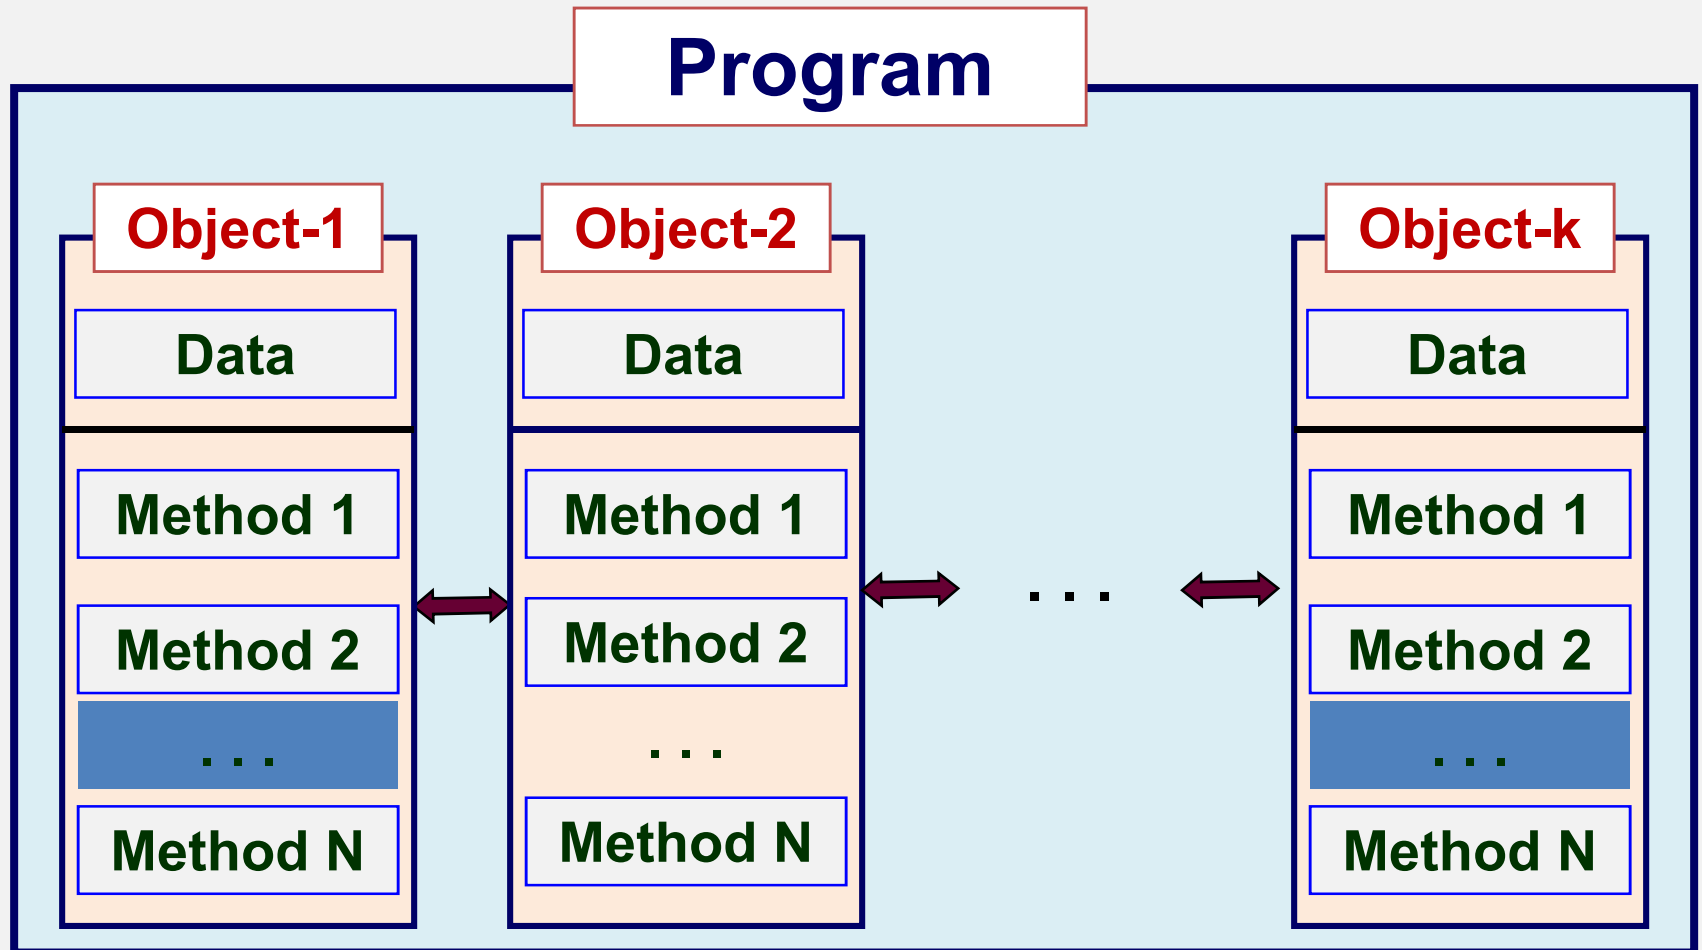 Program
Object-1
Data
Method 1
Method 2
. . .
Method N
Object-2
Data
Method 1
Method 2
. . .
Method N
. . .
Object-k
Data
Method 1
Method 2
. . .
Method N